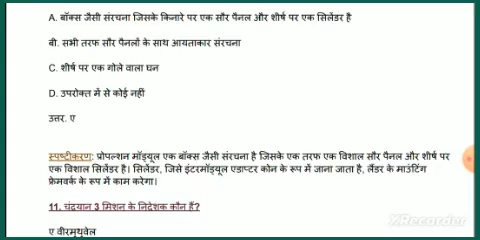 A. बॉक्स जैसी संरचना जिसके किनारे पर एक सौर पैनल और शीर्ष पर एक सिलेंडर है
बी. सभी तरफ सौर पैनलों के साथ आयताकार संरचना
C. शीर्ष पर एक गोले वाला घन
D. उपरोक्त में से कोई नहीं
उत्तर. ए
स्पष्टीकरण: प्रोपल्शन मॉड्यूल एक बॉक्स जैसी संरचना है जिसके एक तरफ एक विशाल सौर पैनल और शीर्ष पर
एक विशाल सिलेंडर है। सिलेंडर, जिसे इंटरमॉड्यूल एडाप्टर कोन के रूप में जाना जाता है, लैंडर के माउंटिंग
फ्रेमवर्क के रूप में काम करेगा।
11. चंद्रयान 3 मिशन के निदेशक कौन हैं?
ए वीरमुथुवेल
XRecorder